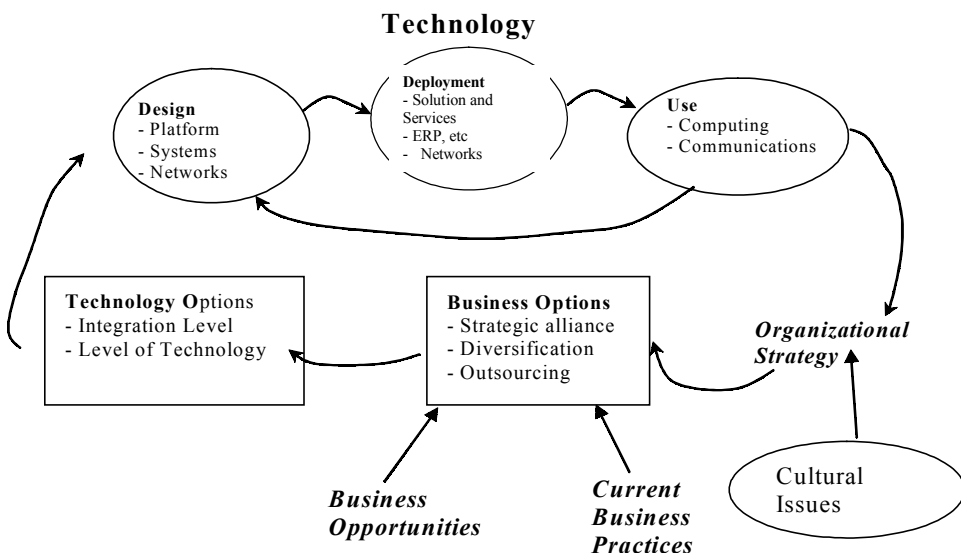 Technology
Design
- Platform
- Systems
- Networks
Deployment
- Solution and
Services
- ERP, etc
- Networks
Use
- Computing
- Communications
Technology Options
- Integration Level
- Level of Technology
Business Options
- Strategic alliance
- Diversification
- Outsourcing
Organizational
Strategy
Business
Opportunities
Current
Business
Practices
Cultural
Issues